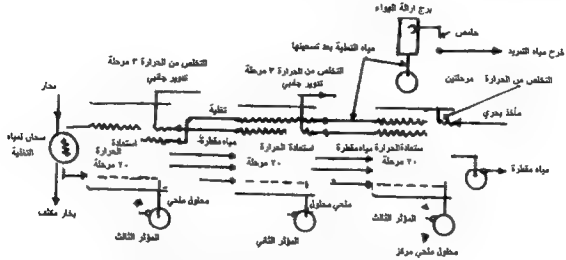 برج ازالة الهواء
حامض
طرح مياه التبريد
مياه التغطية بعد تسخينها
التخلص من الحرارة ٣ مرحلة
تدوير جانبي
التخلص من الحرارة ٣ مرحلة
تدوير جانبي
التخلص من الحرارة مرحلتين
مأخذ بحري
بخار
سخان لمياه
التغذية
تغطية
استعادة
الحرارة
٢٠ مرحلة
مياه مقطرة
استعادة الحرارة
٢٠ مرحلة
مياه مقطرة
استعادة الحرارة
٢٠ مرحلة
مياه مقطرة
بخار مكثف
محلول ملحي
المؤثر الثالث
ملحي محلول
المؤثر الثاني
المؤثر الثالث
محلول ملحي مركز